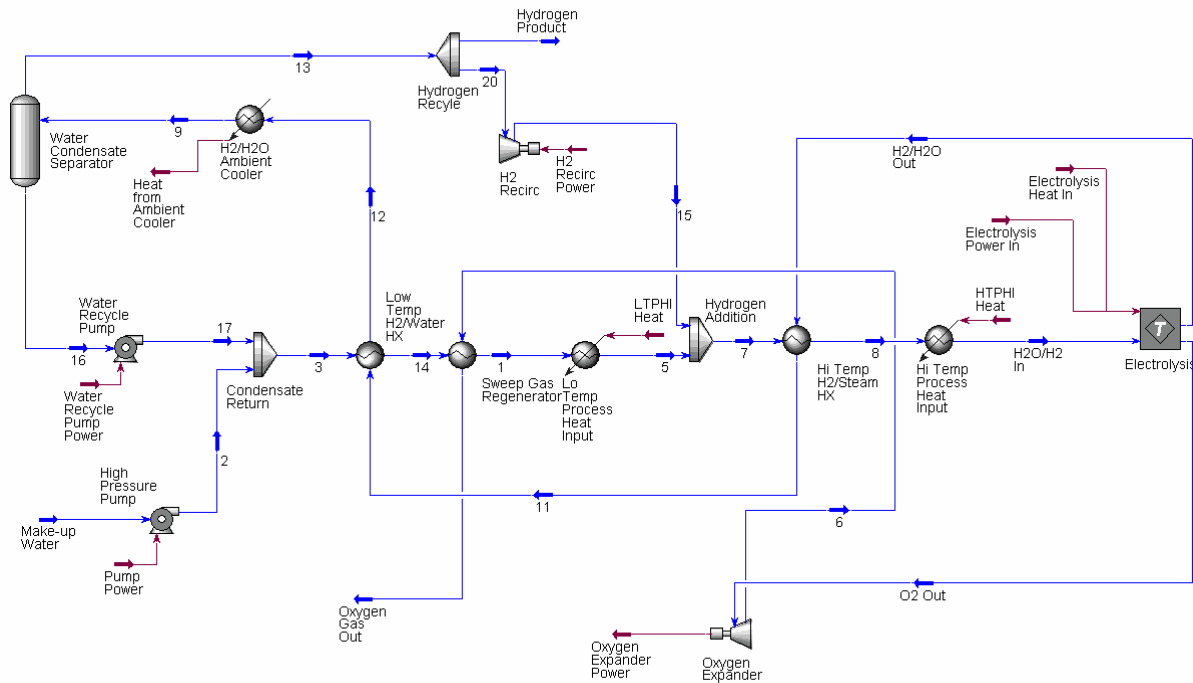 Hydrogen
Product
13
20
Hydrogen
Recyle
Water
Condensate
Separator
9
H2/H2O
Ambient
Cooler
Heat
from
Ambient
Cooler
H2
Recirc
H2
Recirc
Power
H2/H2O
Out
Electrolysis
Heat In
Electrolysis
Power In
12
15
Water
Recycle
Pump
17
16
Water
Recycle
Pump
Power
Condensate
Return
3
Low
Temp
H2/Water
HX
14
1
Sweep Gas
Regenerator
LTPHI
Heat
5
Lo
Temp
Process
Heat
Input
Hydrogen
Addition
7
Hi Temp
H2/Steam
HX
8
HTPHI
Heat
Hi Temp
Process
Heat
Input
H2O/H2
In
T
Electrolysis
2
High
Pressure
Pump
Make-up
Water
Pump
Power
11
6
Oxygen
Gas
Out
O2 Out
Oxygen
Expander
Power
Oxygen
Expander